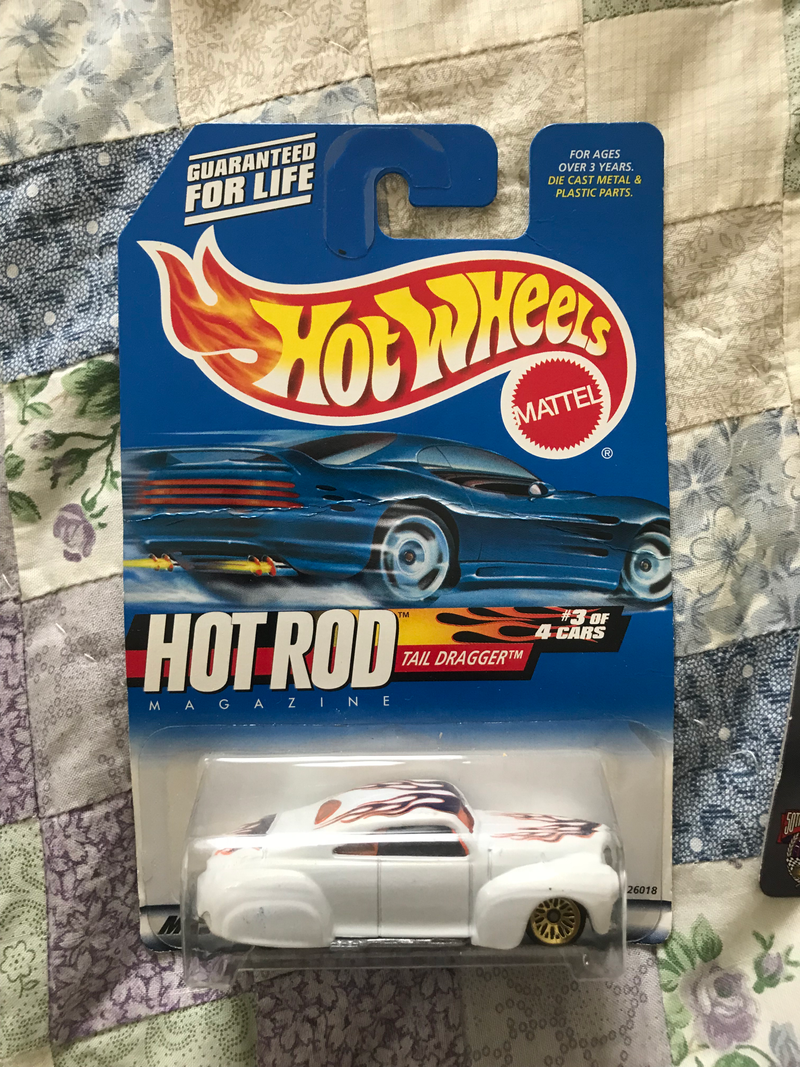 GUARANTEED
FOR LIFE
FOR AGES
OVER 3 YEARS.
DIE CAST METAL &
PLASTIC PARTS.
HOT WHEELS
MATTEL
®
HOT ROD™
MAGAZINE
TAIL DRAGGER™
#3 OF
4 CARS
26018
50TH